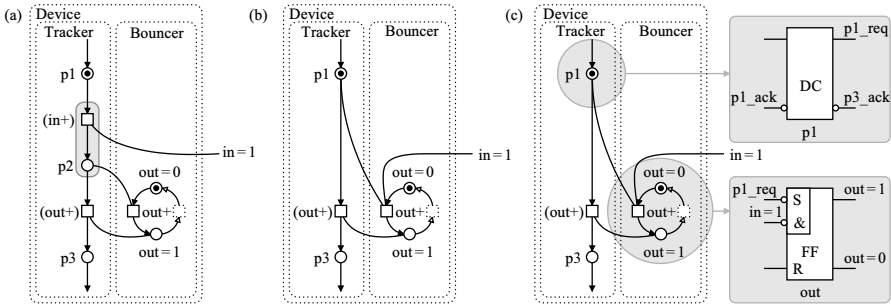 (a)
Device
Tracker Bouncer
p1
(in+)
in = 1
p2
out=0
(out+)
out+
out=1
p3
(b)
Device
Tracker Bouncer
p1
in = 1
out=0
(out+)
out+
out=1
p3
(c)
Device
Tracker Bouncer
p1
in = 1
out=0
(out+)
out+
out=1
p3
p1_req
DC
p1_ack p3_ack
p1
p1_req S out=1
in=1 &
FF out=0
R
out